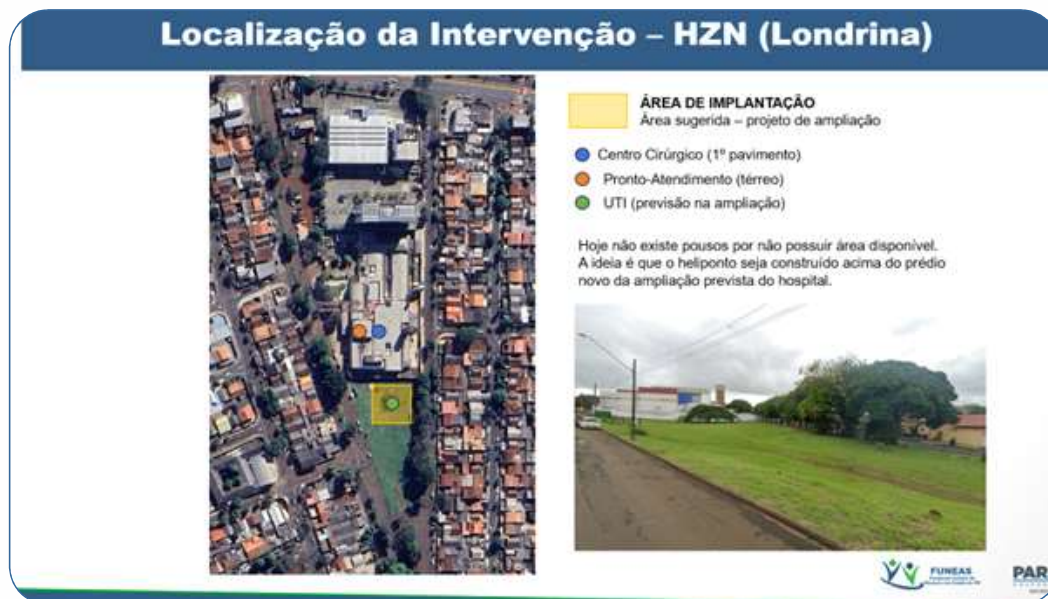 Localização da Intervenção – HZN (Londrina)
ÁREA DE IMPLANTAÇÃO
Área sugerida – projeto de ampliação
Centro Cirúrgico (1º pavimento)
Pronto-Atendimento (térreo)
UTI (previsão na ampliação)
Hoje não existe pousos por não possuir área disponível.
A ideia é que o heliponto seja construído acima do prédio
novo da ampliação prevista do hospital.
FUNEAS
PAR